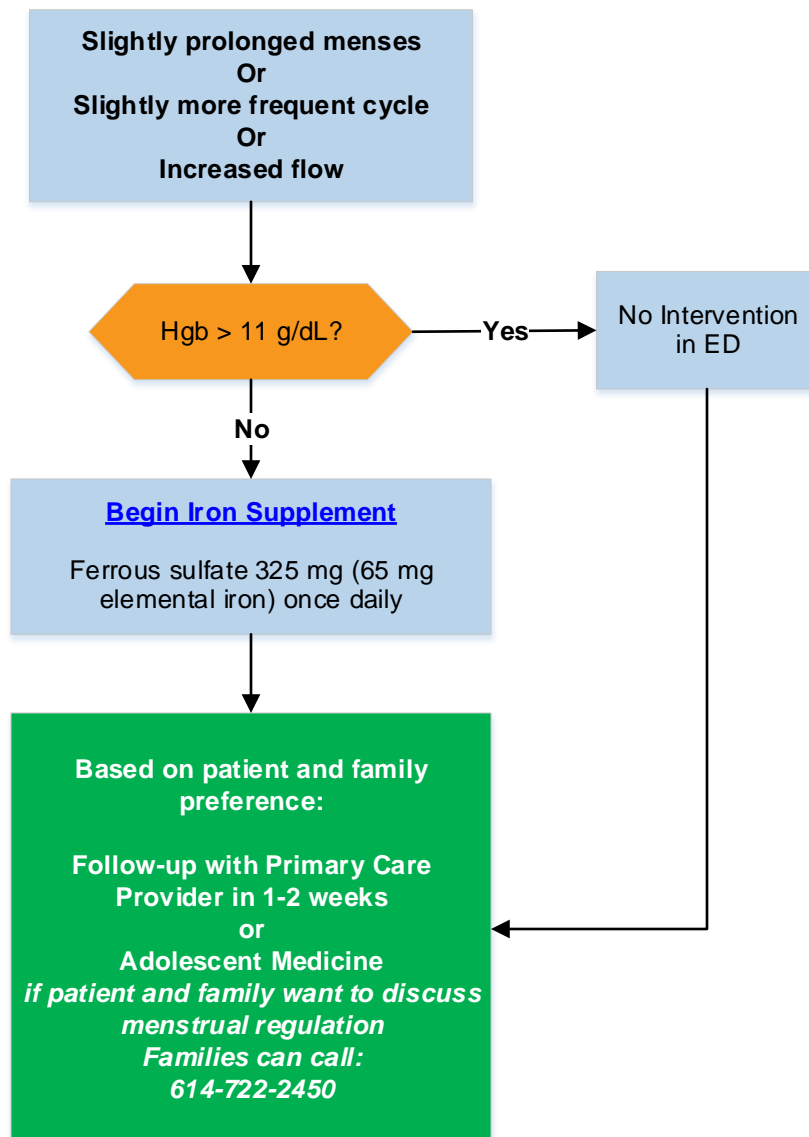 Slightly prolonged menses
Or
Slightly more frequent cycle
Or
Increased flow
Hgb > 11 g/dL?
Yes
No Intervention
in ED
No
Begin Iron Supplement
Ferrous sulfate 325 mg (65 mg
elemental iron) once daily
Based on patient and family
preference:
Follow-up with Primary Care
Provider in 1-2 weeks
or
Adolescent Medicine
if patient and family want to discuss
menstrual regulation
Families can call:
614-722-2450